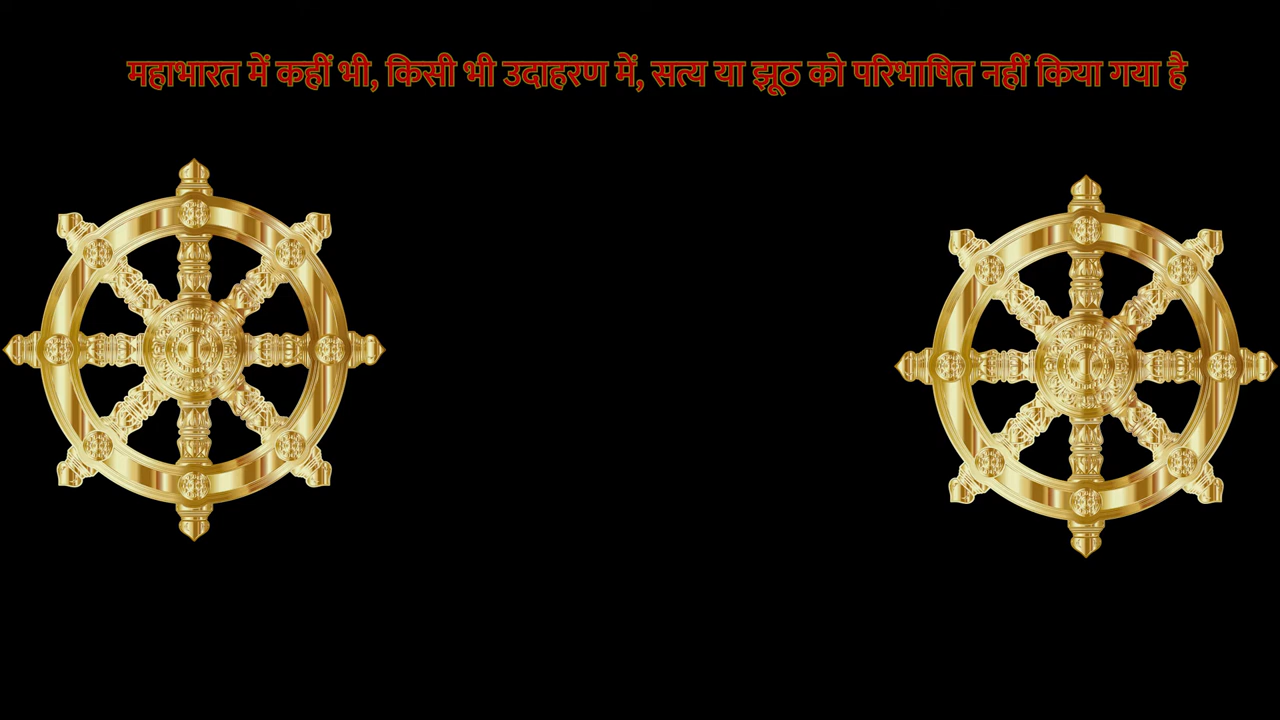 महाभारत में कहीं भी, किसी भी उदाहरण में, सत्य या झूठ को परिभाषित नहीं किया गया है